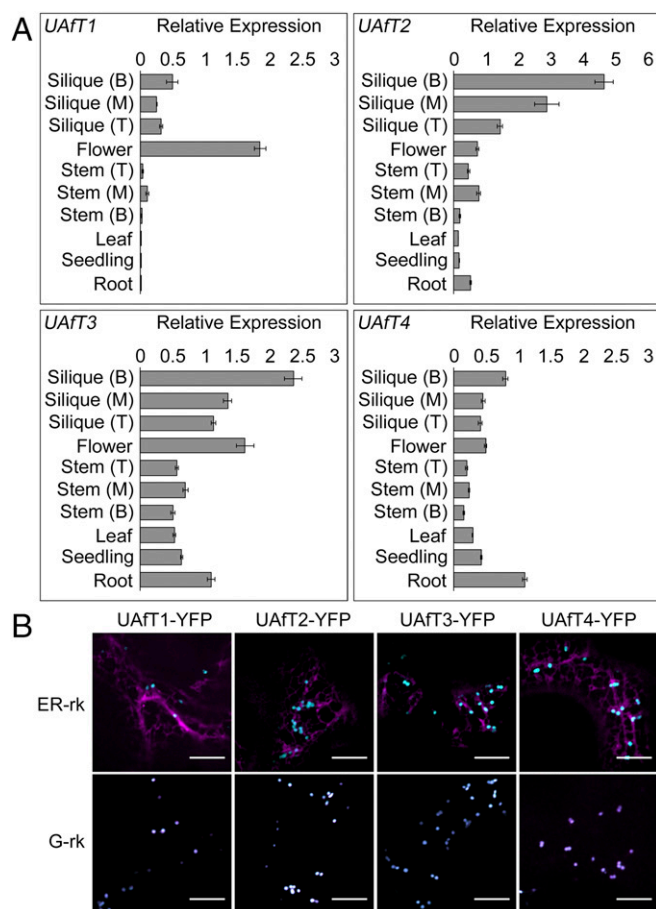 A
UAfT1 Relative Expression
0 0.5 1 1.5 2 2.5 3
Silique (B)
Silique (M)
Silique (T)
Flower
Stem (T)
Stem (M)
Stem (B)
Leaf
Seedling
Root
UAfT2 Relative Expression
0 1 2 3 4 5 6
Silique (B)
Silique (M)
Silique (T)
Flower
Stem (T)
Stem (M)
Stem (B)
Leaf
Seedling
Root
UAfT3 Relative Expression
0 0.5 1 1.5 2 2.5 3
Silique (B)
Silique (M)
Silique (T)
Flower
Stem (T)
Stem (M)
Stem (B)
Leaf
Seedling
Root
UAfT4 Relative Expression
0 0.5 1 1.5 2 2.5 3
Silique (B)
Silique (M)
Silique (T)
Flower
Stem (T)
Stem (M)
Stem (B)
Leaf
Seedling
Root
B
UAfT1-YFP UAfT2-YFP UAfT3-YFP UAfT4-YFP
ER-rk
G-rk